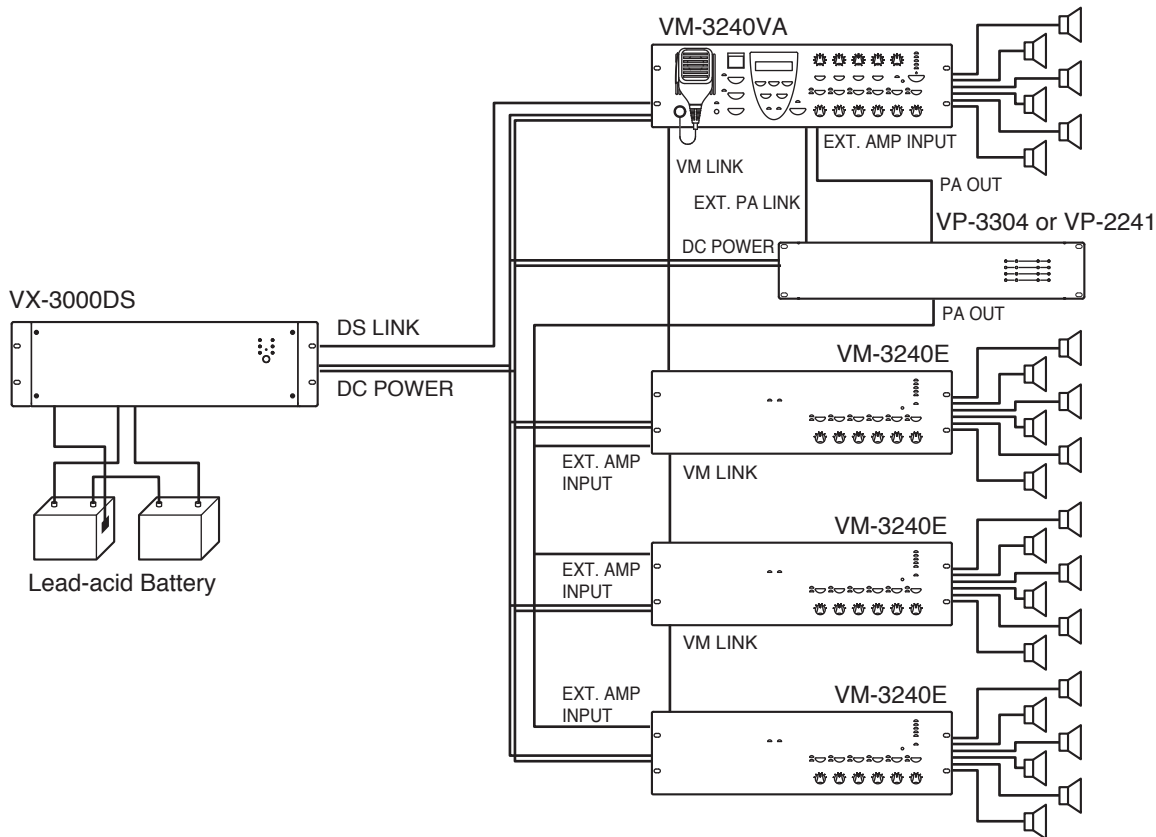 VM-3240VA
EXT. AMP INPUT
VM LINK
PA OUT
EXT. PA LINK
VP-3304 or VP-2241
DC POWER
VX-3000DS
PA OUT
DS LINK
VM-3240E
DC POWER
EXT. AMP
INPUT
VM LINK
VM-3240E
EXT. AMP
INPUT
Lead-acid Battery
VM LINK
VM-3240E
EXT. AMP
INPUT